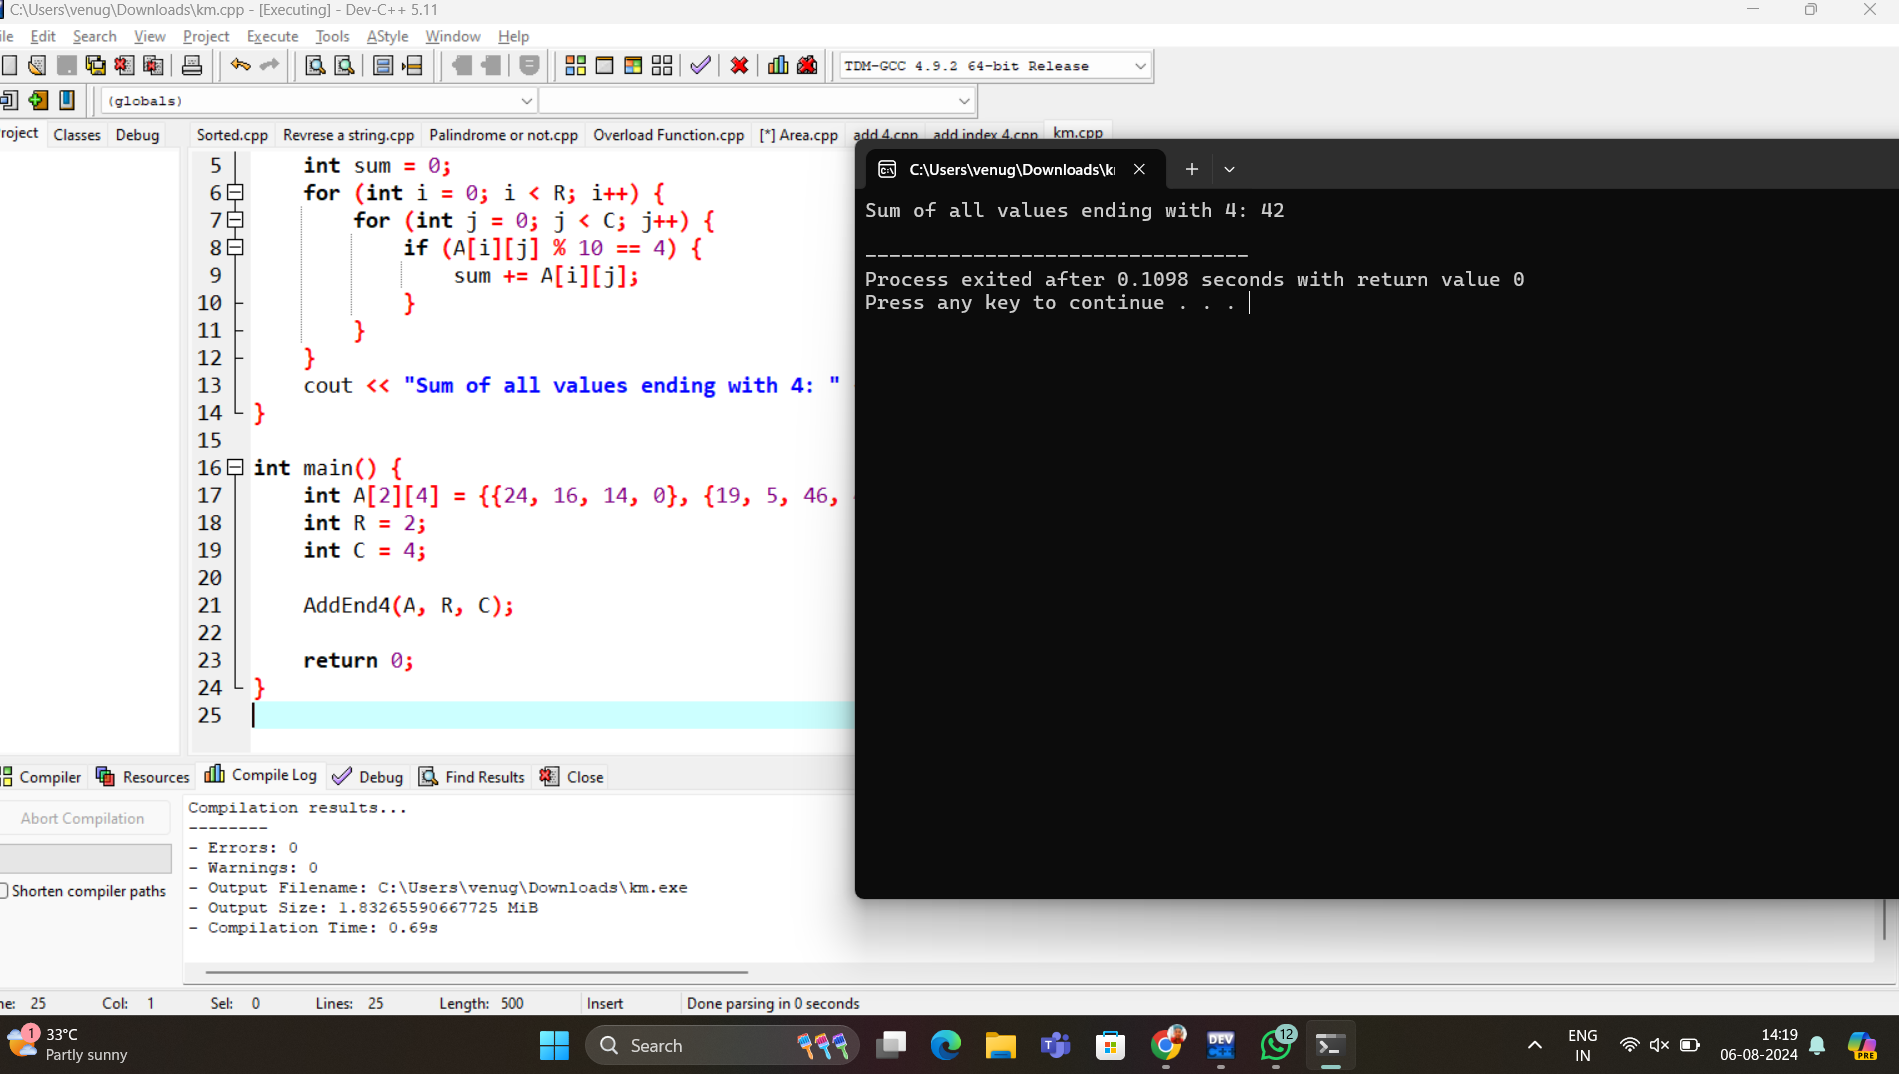 C:\Users\venug\Downloads\km.cpp - [Executing] - Dev-C++ 5.11
Edit Search View Project Execute Tools AStyle Window Help
TDM-GCC 4.9.2 64-bit Release
(globals)
Classes Debug Sorted.cpp Revrese a string.cpp Palindrome or not.cpp Overload Function.cpp [*] Area.cpp add 4.cpp add index 4.cpp km.cpp
5 int sum = 0;
6 for (int i = 0; i < R; i++) {
7 for (int j = 0; j < C; j++) {
8 if (A[i][j] % 10 == 4) {
9 sum += A[i][j];
10 }
11 }
12 }
13 cout << "Sum of all values ending with 4: "
14 }
15
16 int main() {
17 int A[2][4] = {{24, 16, 14, 0}, {19, 5, 46,
18 int R = 2;
19 int C = 4;
20
21 AddEnd4(A, R, C);
22
23 return 0;
24 }
25
C:\Users\venug\Downloads\k
Sum of all values ending with 4: 42
--------------------------------
Process exited after 0.1098 seconds with return value 0
Press any key to continue . . .
Compiler Resources Compile Log Debug Find Results Close
Abort Compilation
Shorten compiler paths
Compilation results...
--------
- Errors: 0
- Warnings: 0
- Output Filename: C:\Users\venug\Downloads\km.exe
- Output Size: 1.83265590667725 MiB
- Compilation Time: 0.69s
25 Col: 1 Sel: 0 Lines: 25 Length: 500 Insert Done parsing in 0 seconds
1
33°C
Partly sunny
Search
DEV
C++
12
PRE
ENG
IN
14:19
06-08-2024